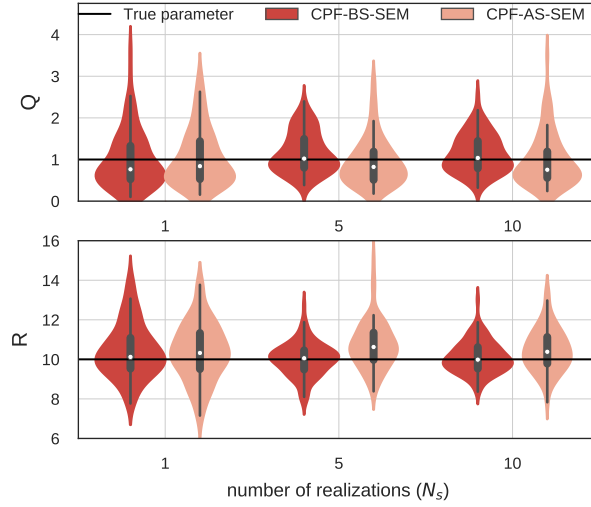 True parameter CPF-BS-SEM CPF-AS-SEM
4
3
Q
2
1
0
1 5 10
16
14
12
R
10
8
6
1 5 10
number of realizations (Ns)